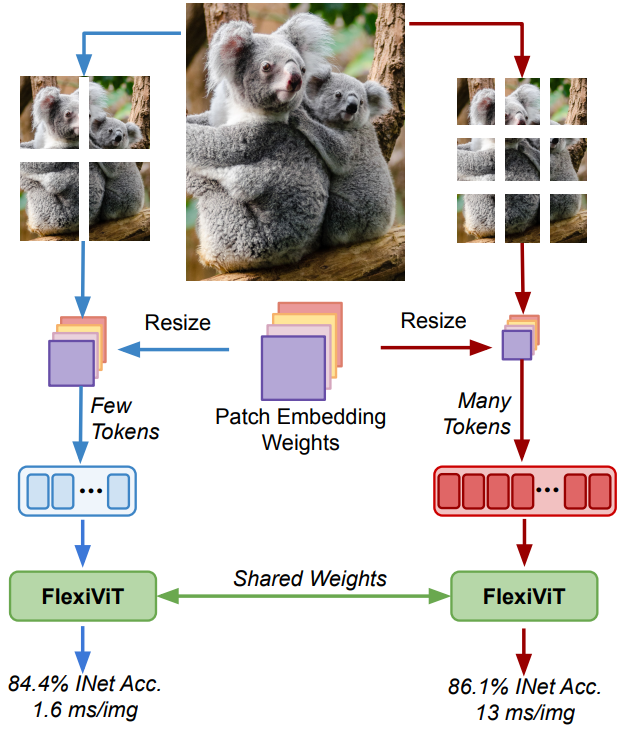 Resize
Resize
Patch Embedding
Weights
Few
Tokens
Many
Tokens
FlexiViT
Shared Weights
FlexiViT
84.4% INet Acc.
1.6 ms/img
86.1% INet Acc.
13 ms/img